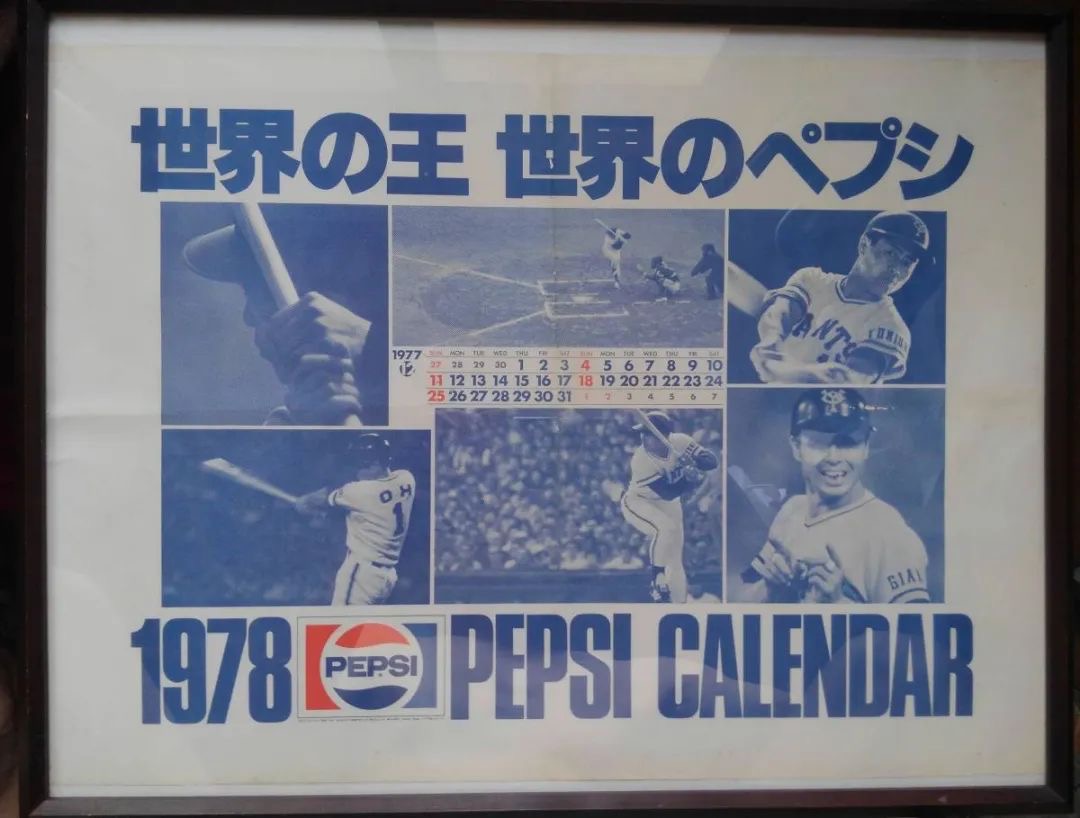 世界の王 世界のペプシ
ANTS
YOMIURI
1977 SUN MON TUE WED THU FRI SAT SUN MON TUE WED THU FRI SAT
12 27 28 29 30 1 2 3 4 5 6 7 8 9 10
11 12 13 14 15 16 17 18 19 20 21 22 23 24
25 26 27 28 29 30 31 1 2 3 4 5 6 7
OH
1
GIA
1978 PEPSI PEPSI CALENDAR